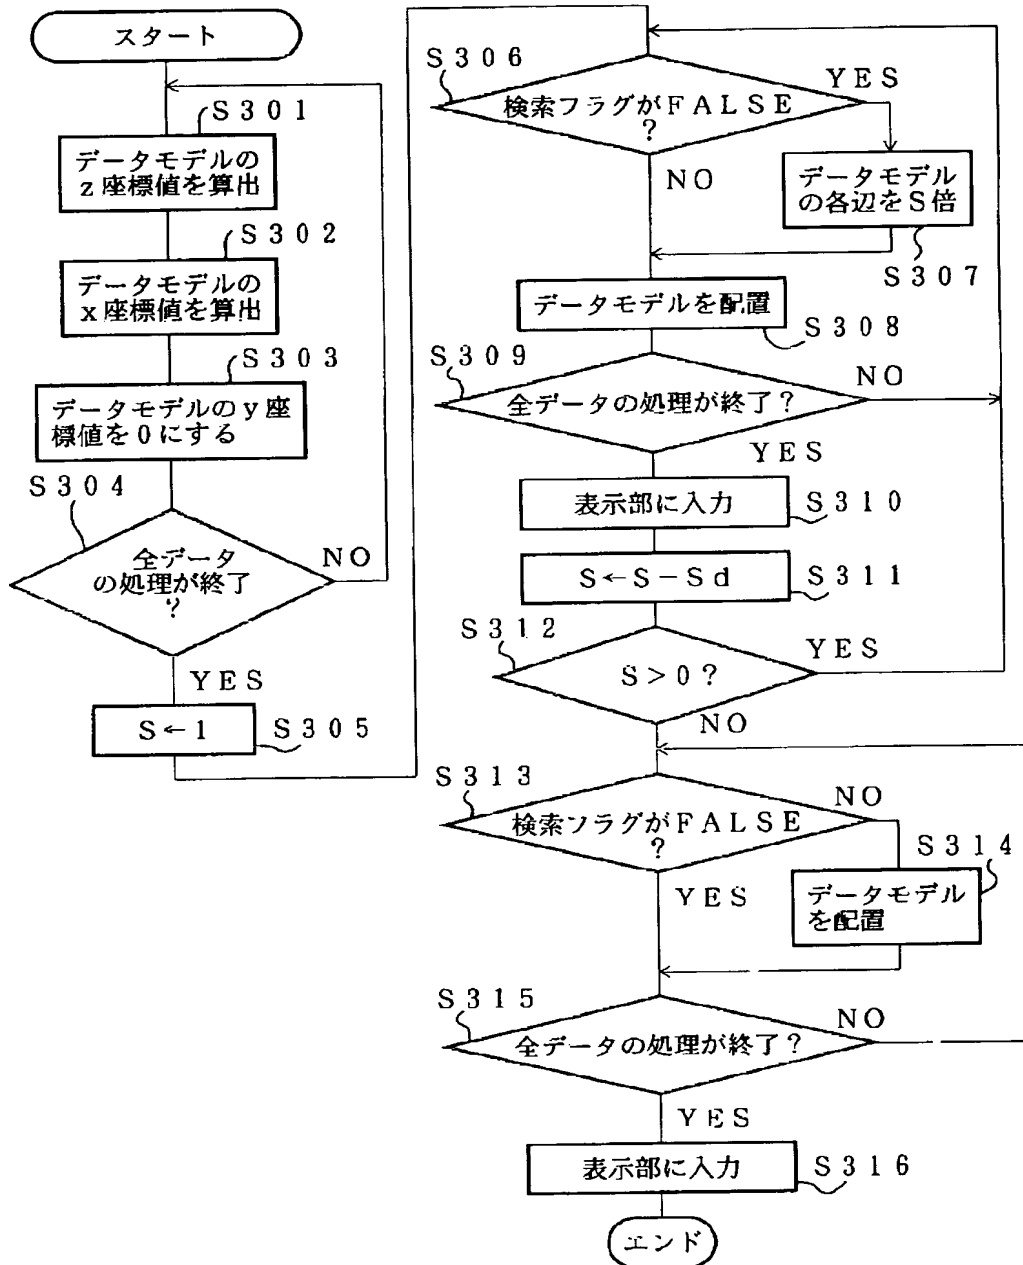 スタート
S301
データモデルの
z座標値を算出
S302
データモデルの
x座標値を算出
S303
データモデルのy座
標値を0にする
S304
全データ
の処理が終了
?
NO
YES
S←1
S305
S306
検索フラグがFALSE
?
YES
NO
データモデル
の各辺をS倍
S307
データモデルを配置
S308
S309
全データの処理が終了?
NO
YES
表示部に入力
S310
S←S-Sd
S311
S312
S>0?
YES
NO
S313
検索フラグがFALSE
?
NO
YES
S314
データモデル
を配置
S315
全データの処理が終了?
NO
YES
表示部に入力
S316
エンド